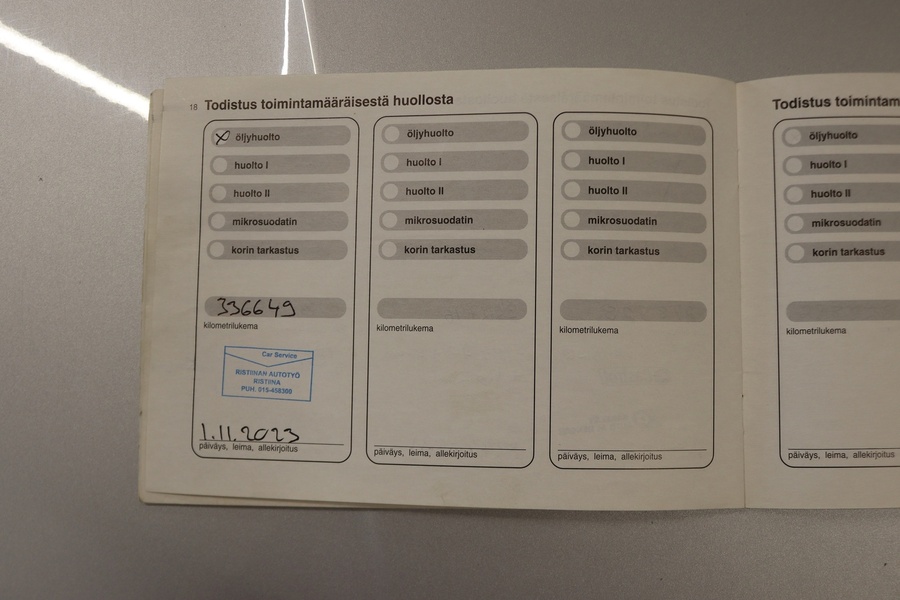 18 Todistus toimintamääräisestä huollosta
X öljyhuolto
huolto I
huolto II
mikrosuodatin
korin tarkastus
336649
kilometrilukema
Car Service
RISTIINAN AUTOTYÖ
RISTIINA
PUH. 015-458300
1.11.2023
päiväys, leima, allekirjoitus
öljyhuolto
huolto I
huolto II
mikrosuodatin
korin tarkastus
kilometrilukema
päiväys, leima, allekirjoitus
öljyhuolto
huolto I
huolto II
mikrosuodatin
korin tarkastus
kilometrilukema
päiväys, leima, allekirjoitus
Todistus toimintam
öljyhuolto
huolto I
huolto II
mikrosuodatin
korin tarkastus
kilometrilukema
päiväys, leima, allekirjoitus